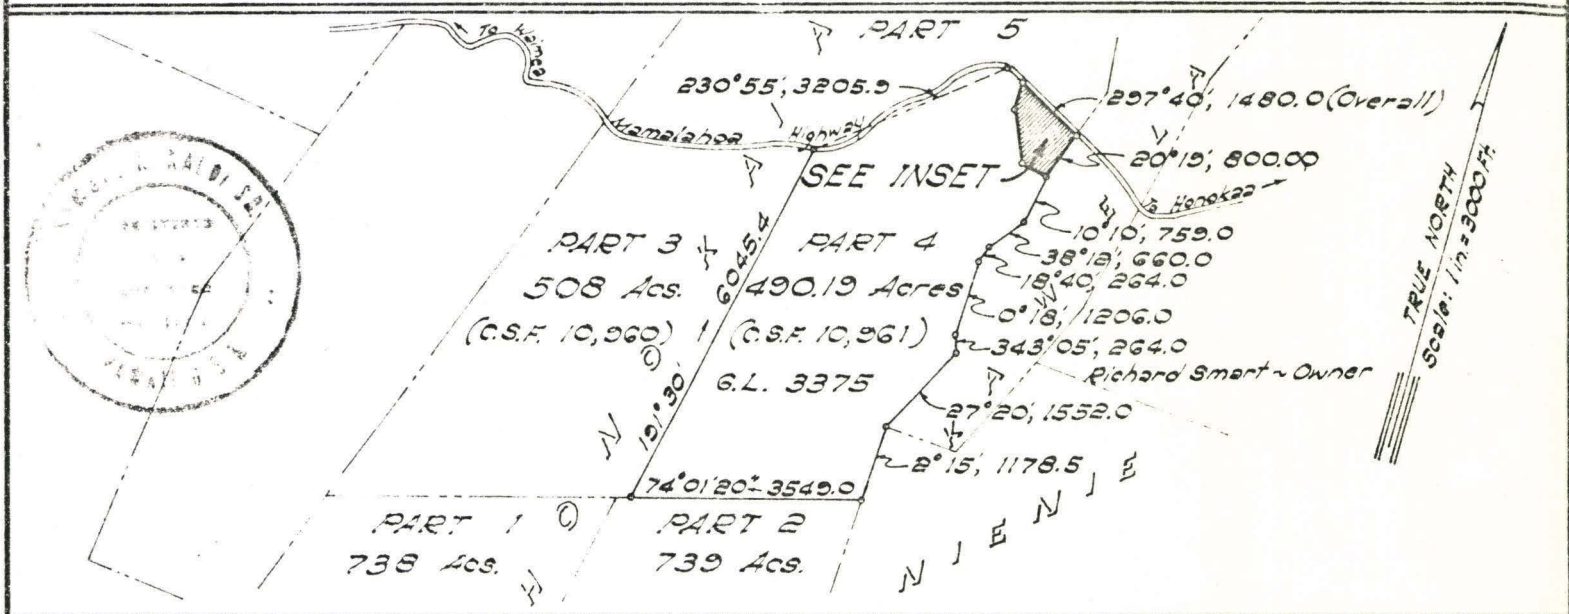 To Waimea
PART 5
230°55', 3205.9
297°40', 1480.0 (Overall)
Mamalahoa Highway
20°19', 800.00
SEE INSET
To Honokaa
10°10', 759.0
38°12', 660.0
18°40', 264.0
0°18', 1206.0
343°05', 264.0
Richard Smart ~ Owner
27°20', 1552.0
2°15', 1178.5
PART 3
508 Acs.
(C.S.F. 10,960)
6045.4
191°30'
PART 4
490.19 Acres
(C.S.F. 10,961)
G.L. 3375
74°01'20" 3549.0
PART 1
738 Acs.
PART 2
739 Acs.
NIENIE
TRUE NORTH
Scale: 1 in. = 3000 Ft.